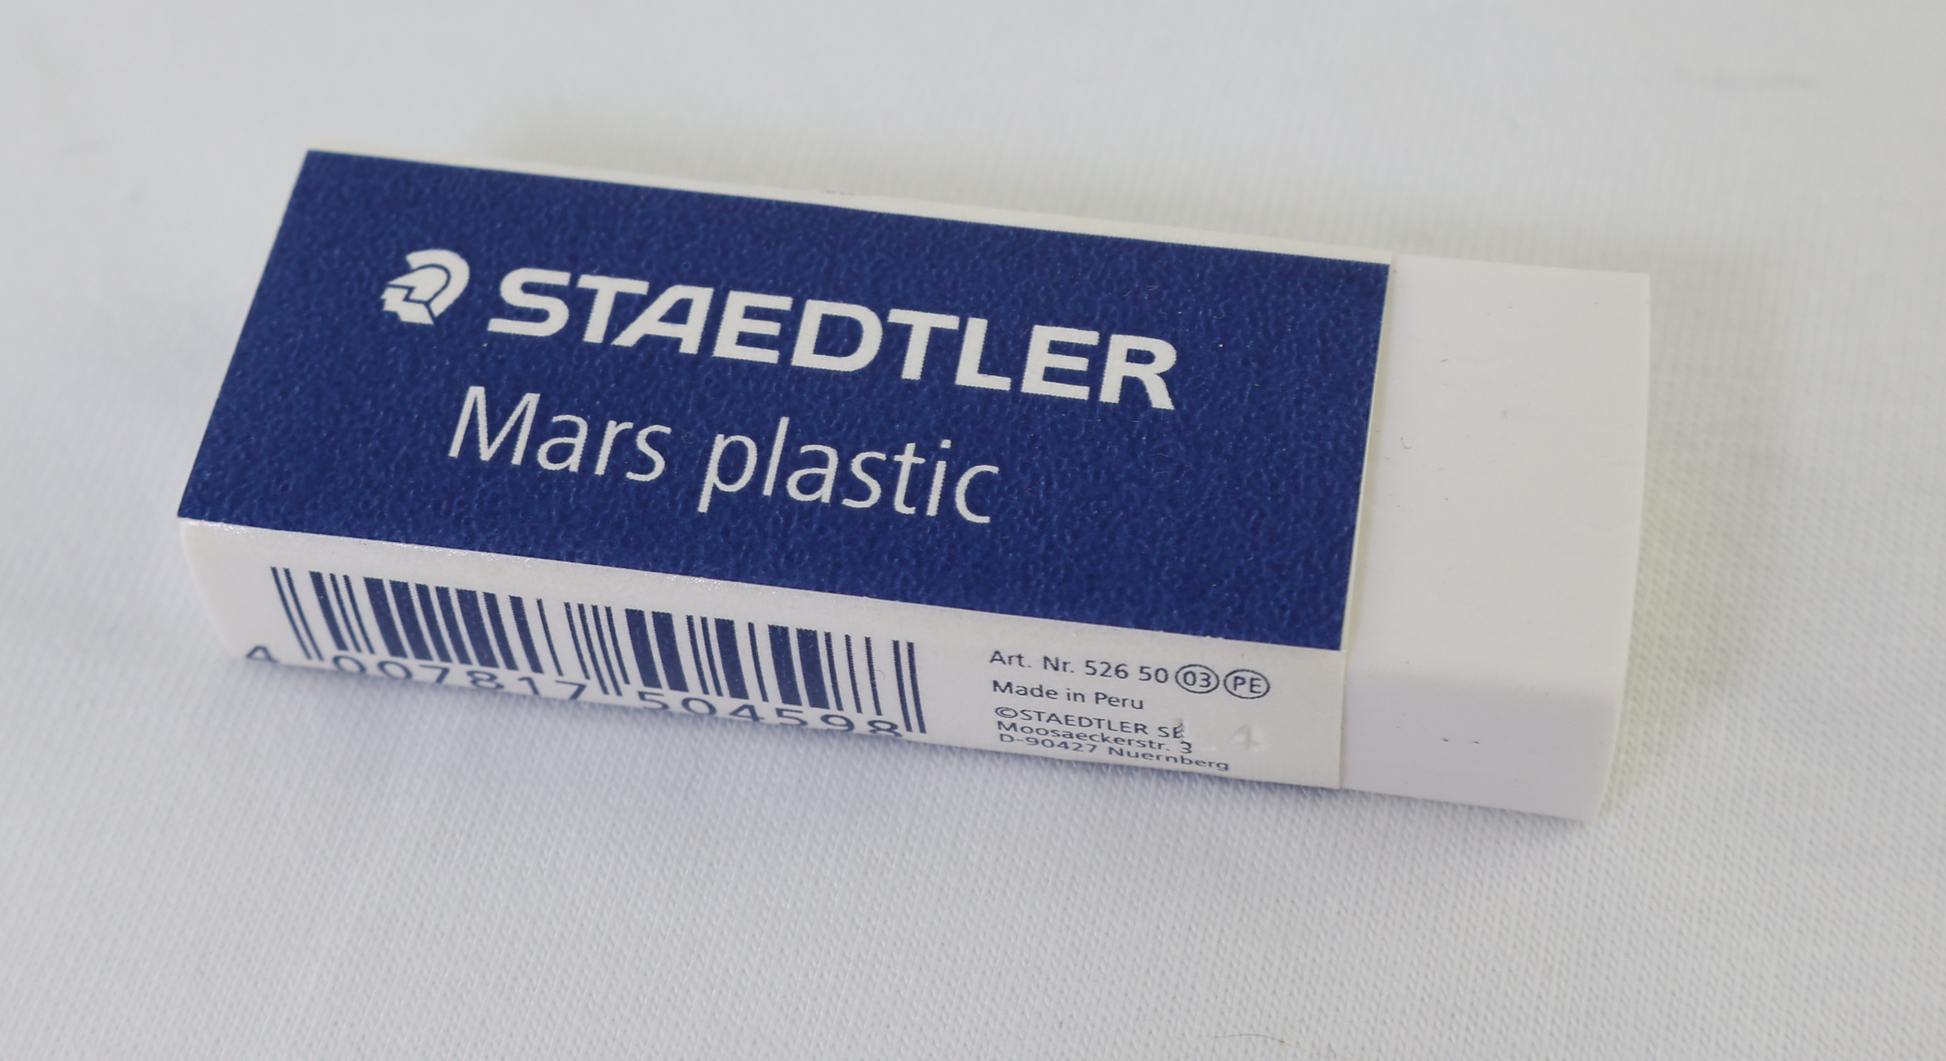 STAEDTLER
Mars plastic
4 007817 504598
Art. Nr. 526 50 03 PE
Made in Peru
©STAEDTLER SE
Moosaeckerstr. 3
D-90427 Nuernberg
4